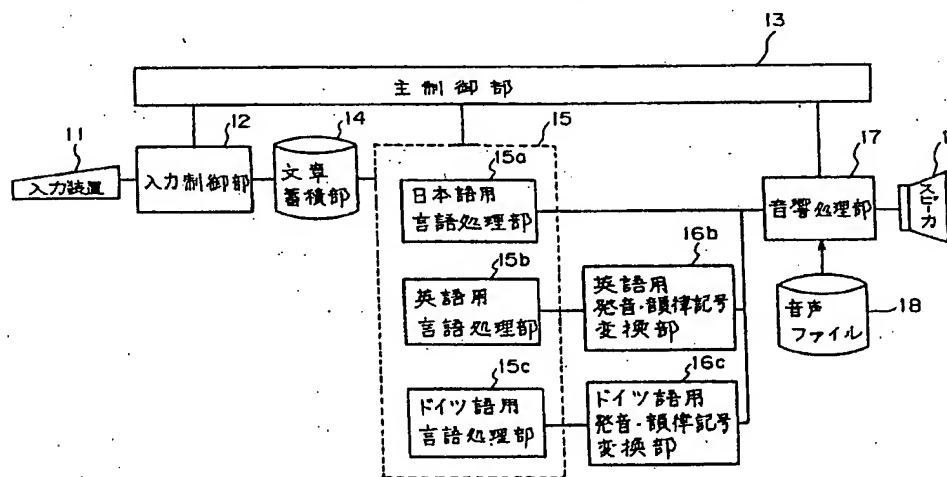 13
主制御部
11
入力装置
12
入力制御部
14
文章
蓄積部
15
15a
日本語用
言語処理部
15b
英語用
言語処理部
15c
ドイツ語用
言語処理部
16b
英語用
発音・韻律記号
変換部
16c
ドイツ語用
発音・韻律記号
変換部
17
音響処理部
スピーカ
音声
ファイル
18